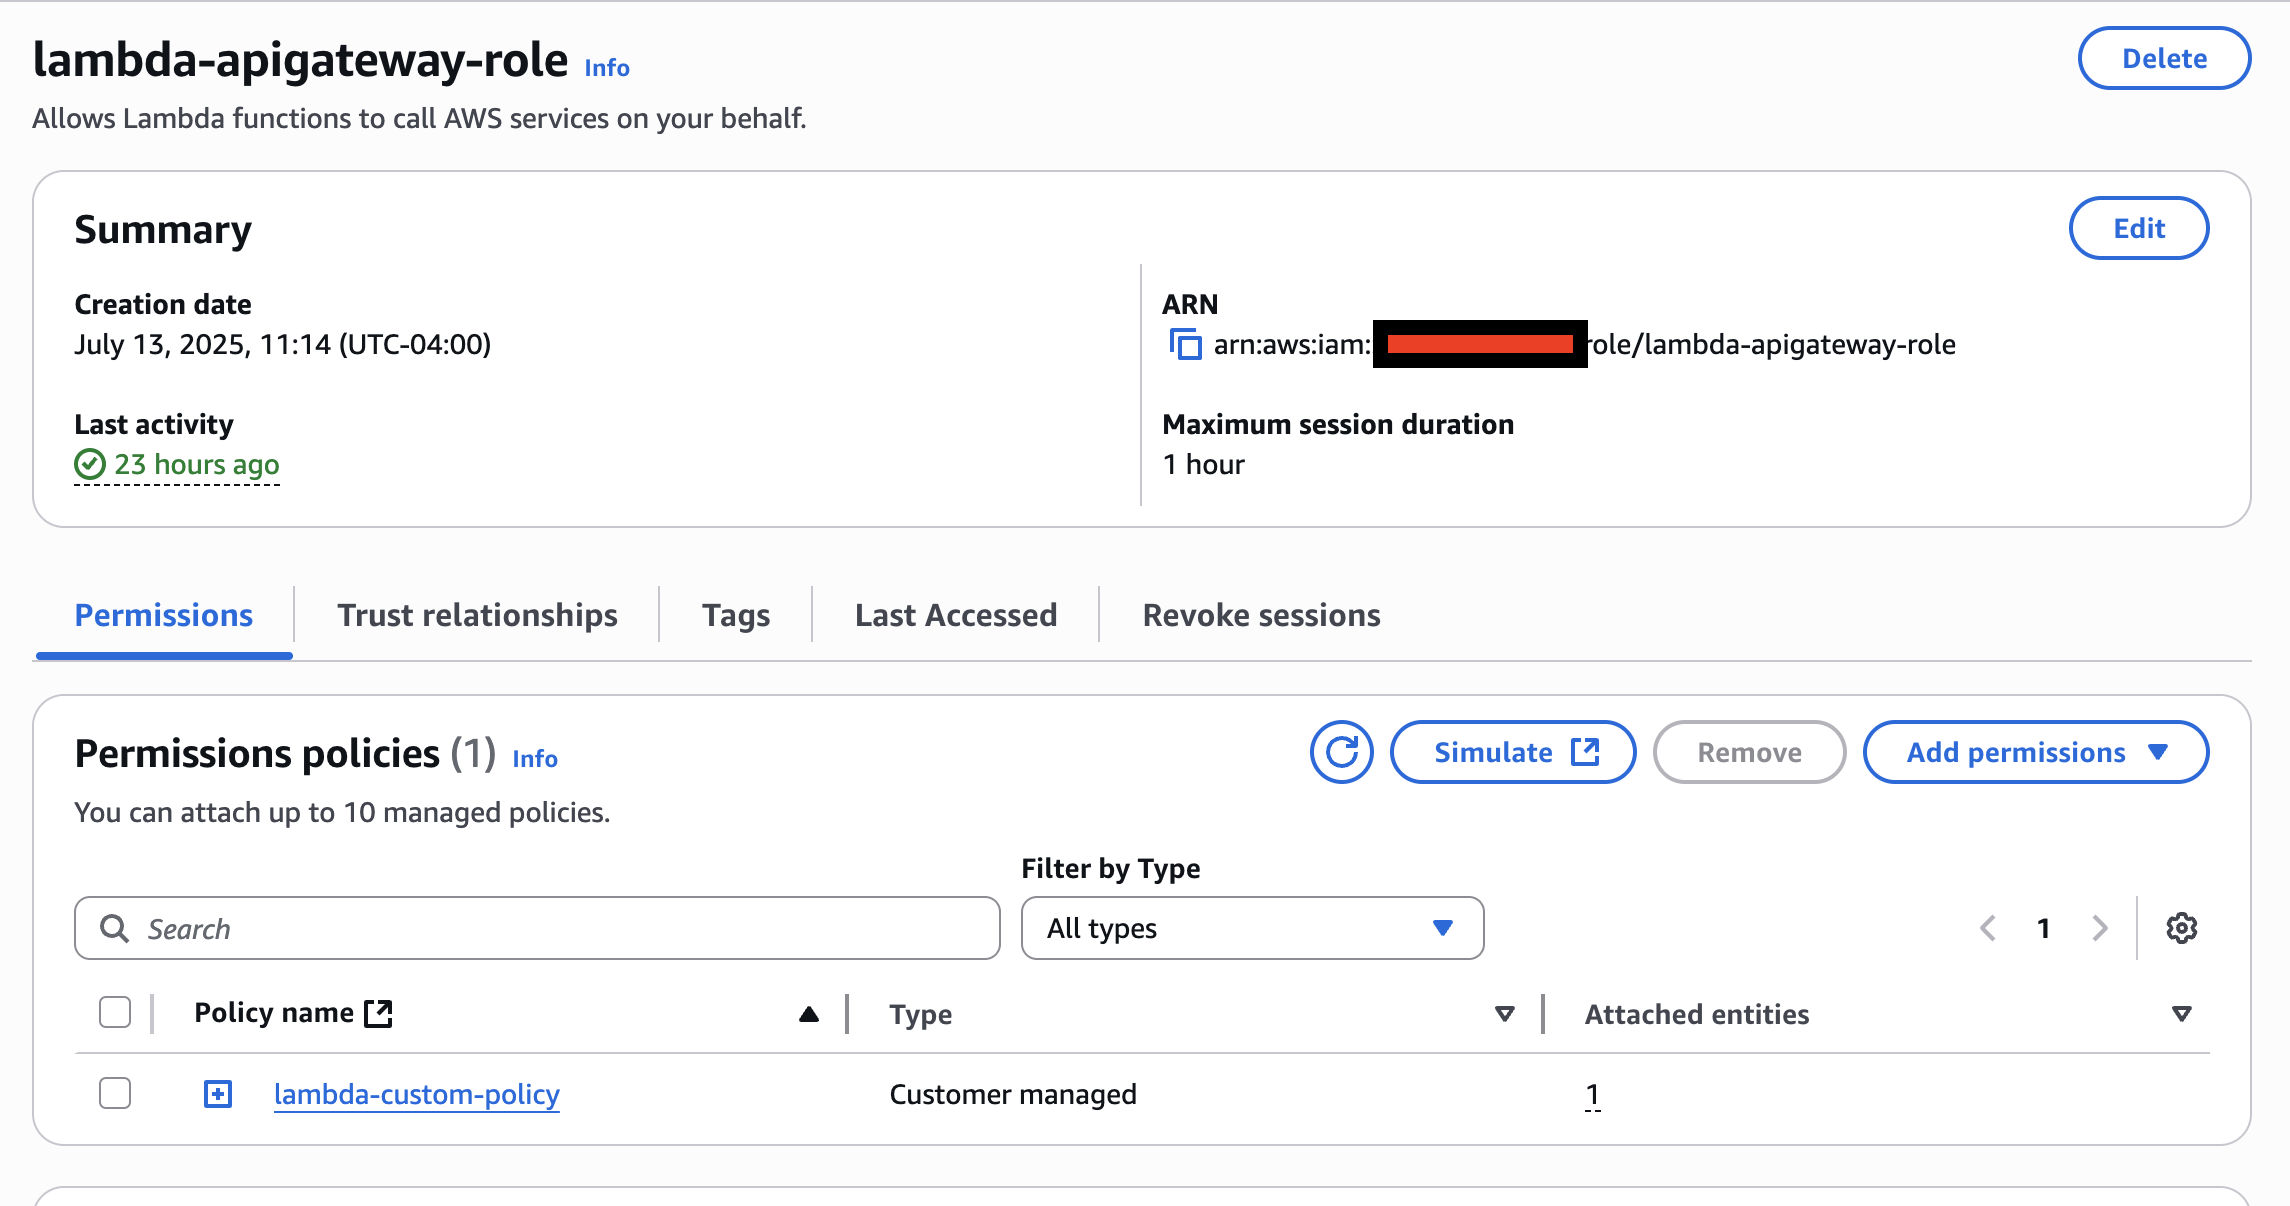 lambda-apigateway-role Info
Delete
Allows Lambda functions to call AWS services on your behalf.
Summary
Edit
Creation date
July 13, 2025, 11:14 (UTC-04:00)
ARN
arn:aws:iam: role/lambda-apigateway-role
Last activity
23 hours ago
Maximum session duration
1 hour
Permissions
Trust relationships
Tags
Last Accessed
Revoke sessions
Permissions policies (1) Info
Simulate
Remove
Add permissions
You can attach up to 10 managed policies.
Filter by Type
Search
All types
1
Policy name
Type
Attached entities
lambda-custom-policy
Customer managed
1